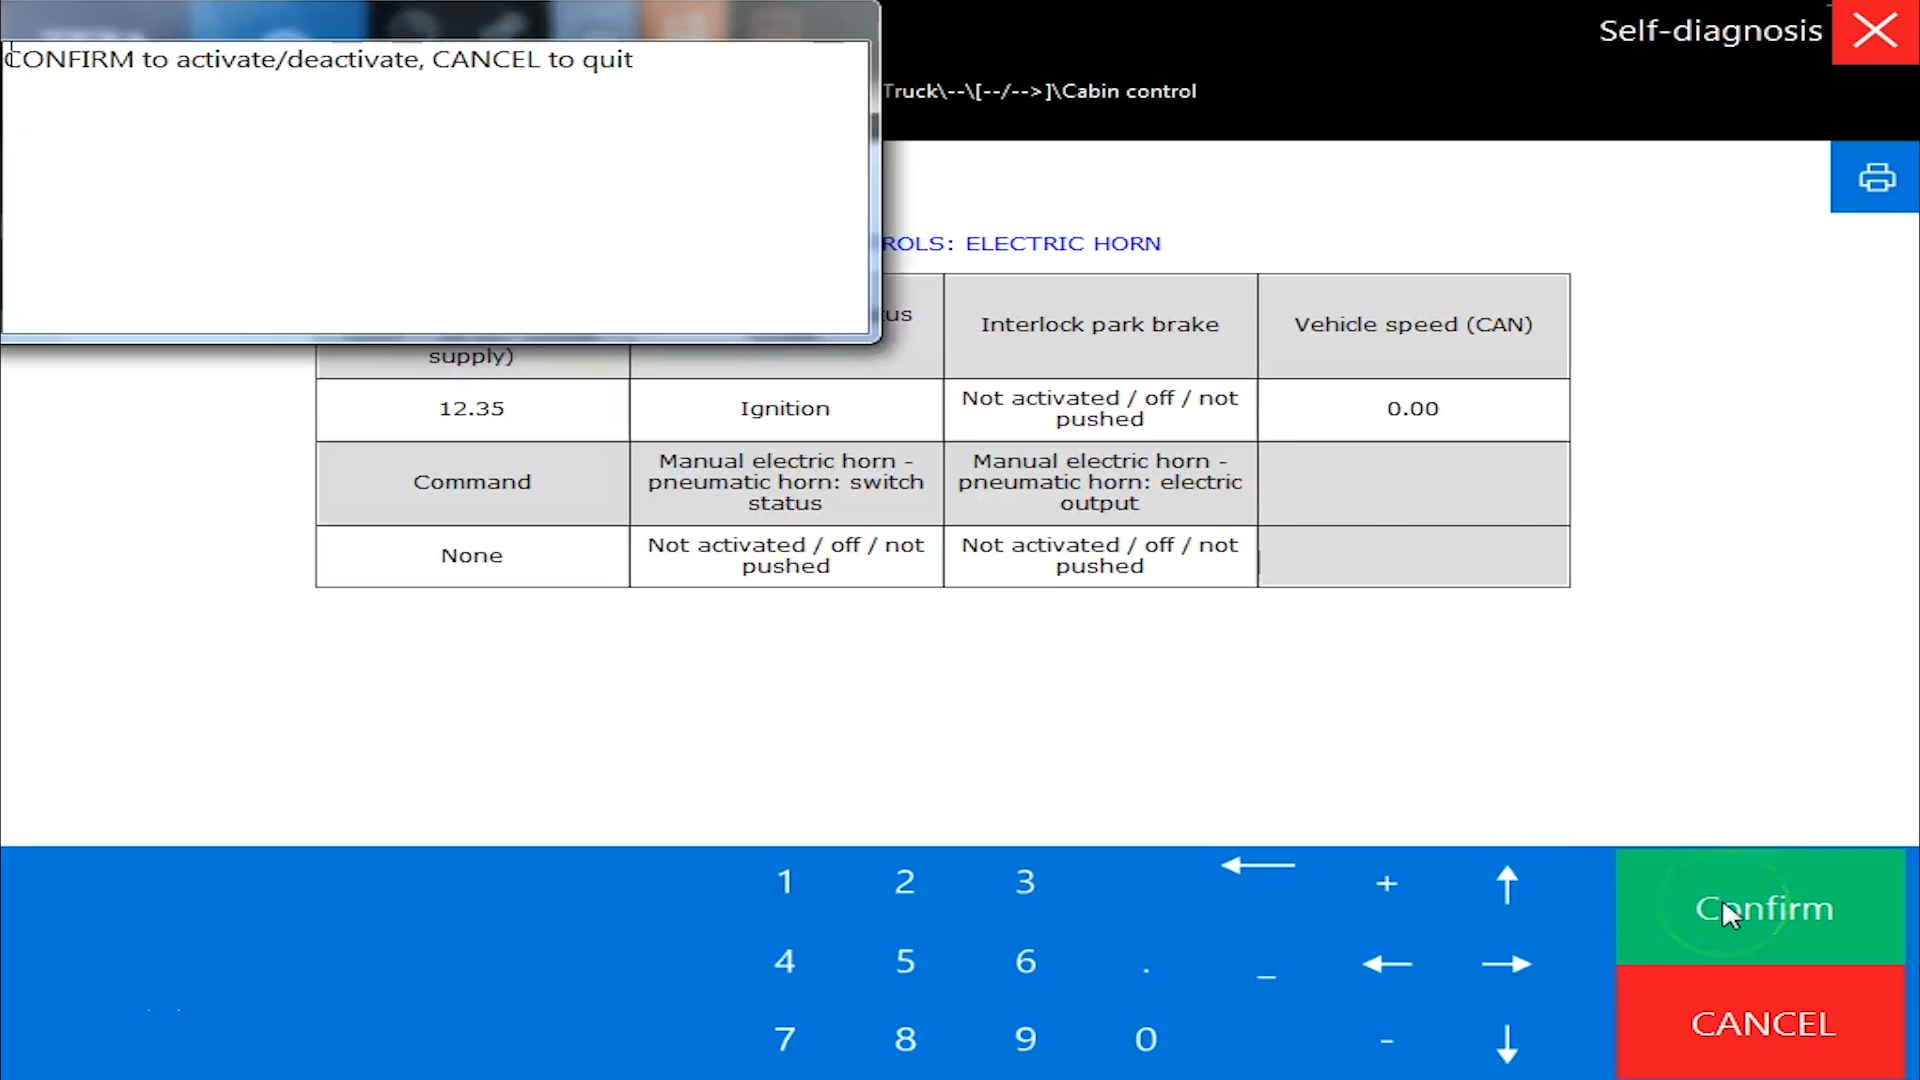 CONFIRM to activate/deactivate, CANCEL to quit
Self-diagnosis
Truck\--\[--/-->]\Cabin control
ROLS: ELECTRIC HORN
supply)
tus
Interlock park brake
Vehicle speed (CAN)
12.35
Ignition
Not activated / off / not
pushed
0.00
Command
Manual electric horn -
pneumatic horn: switch
status
Manual electric horn -
pneumatic horn: electric
output
None
Not activated / off / not
pushed
Not activated / off / not
pushed
1 2 3 +
4 5 6 . _
7 8 9 0 -
Confirm
CANCEL